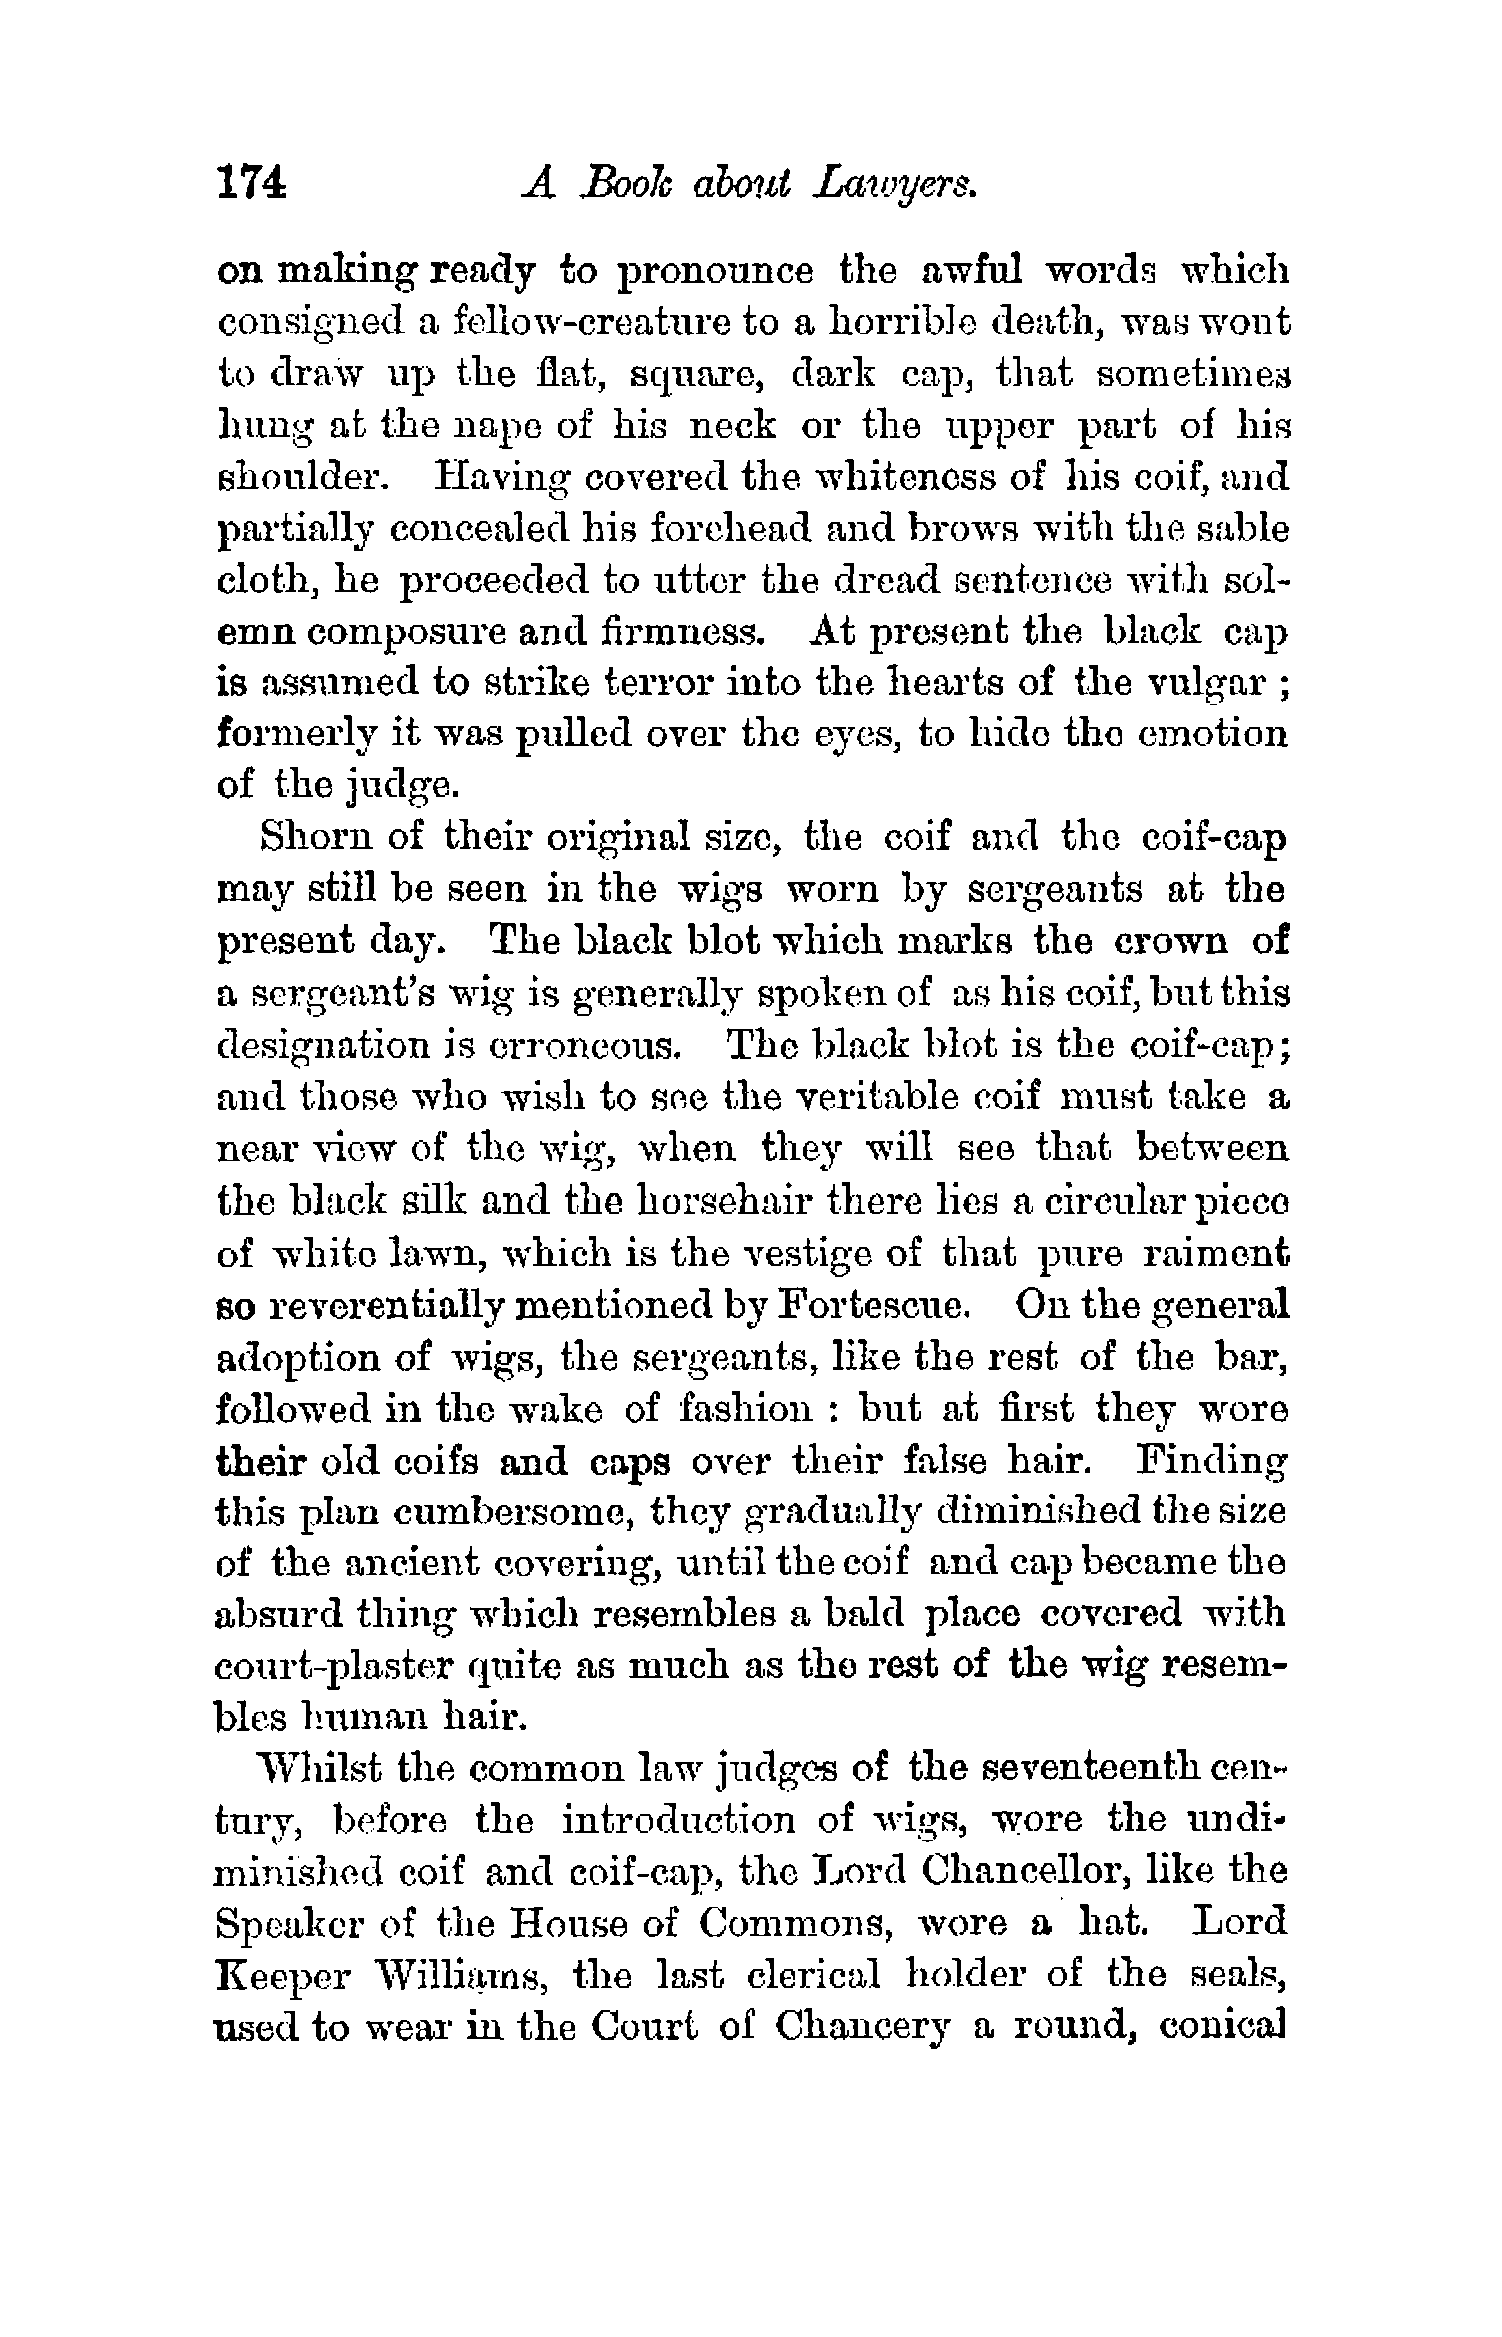 174 A Book about Lawyers.
on making ready to pronounce the awful words which
consigned a fellow-creature to a horrible death, was wont
to draw up the flat, square, dark cap, that sometimes
hung at the nape of his neck or the upper part of his
shoulder. Having covered the whiteness of his coif, and
partially concealed his forehead and brows with the sable
cloth, he proceeded to utter the dread sentence with sol-
emn composure and firmness. At present the black cap
is assumed to strike terror into the hearts of the vulgar ;
formerly it was pulled over the eyes, to hide the emotion
of the judge.
Shorn of their original size, the coif and the coif-cap
may still be seen in the wigs worn by sergeants at the
present day. The black blot which marks the crown of
a sergeant's wig is generally spoken of as his coif, but this
designation is erroneous. The black blot is the coif-cap;
and those who wish to see the veritable coif must take a
near view of the wig, when they will see that between
the black silk and the horsehair there lies a circular piece
of white lawn, which is the vestige of that pure raiment
so reverentially mentioned by Fortescue. On the general
adoption of wigs, the sergeants, like the rest of the bar,
followed in the wake of fashion : but at first they wore
their old coifs and caps over their false hair. Finding
this plan cumbersome, they gradually diminished the size
of the ancient covering, until the coif and cap became the
absurd thing which resembles a bald place covered with
court-plaster quite as much as the rest of the wig resem-
bles human hair.
Whilst the common law judges of the seventeenth cen-
tury, before the introduction of wigs, wore the undi-
minished coif and coif-cap, the Lord Chancellor, like the
Speaker of the House of Commons, wore a hat. Lord
Keeper Williams, the last clerical holder of the seals,
used to wear in the Court of Chancery a round, conical